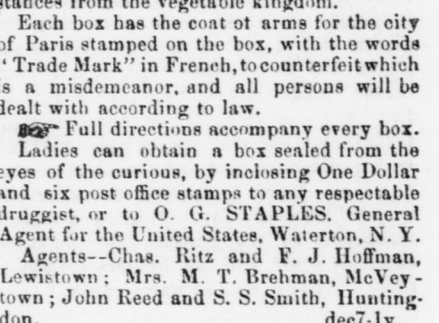 stances from the vegetable kingdom.
Each box has the coat of arms for the city
of Paris stamped on the box, with the words
"Trade Mark" in French, to counterfeit which
is a misdemeanor, and all persons will be
dealt with according to law.
☞ Full directions accompany every box.
Ladies can obtain a box sealed from the
eyes of the curious, by inclosing One Dollar
and six post office stamps to any respectable
druggist, or to O. G. STAPLES. General
Agent for the United States, Waterton, N. Y.
Agents--Chas. Ritz and F. J. Hoffman,
Lewistown; Mrs. M. T. Brehman, McVey-
town; John Reed and S. S. Smith, Hunting-
don. dec7-1y